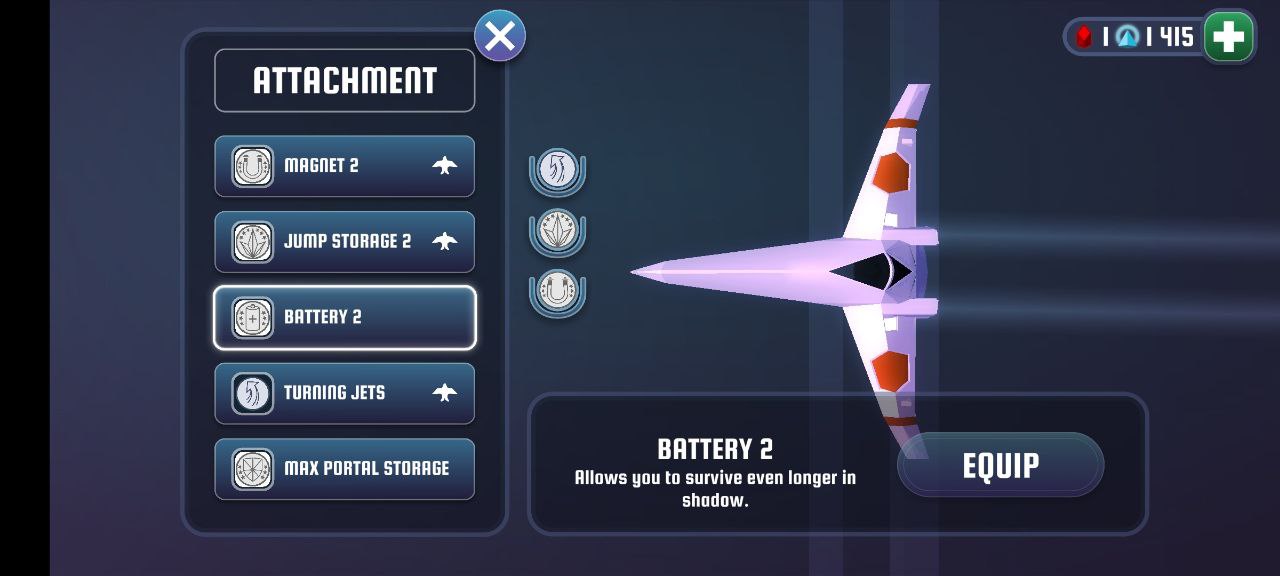 ATTACHMENT
1 1 415
MAGNET 2
JUMP STORAGE 2
BATTERY 2
TURNING JETS
MAX PORTAL STORAGE
BATTERY 2
Allows you to survive even longer in
shadow.
EQUIP